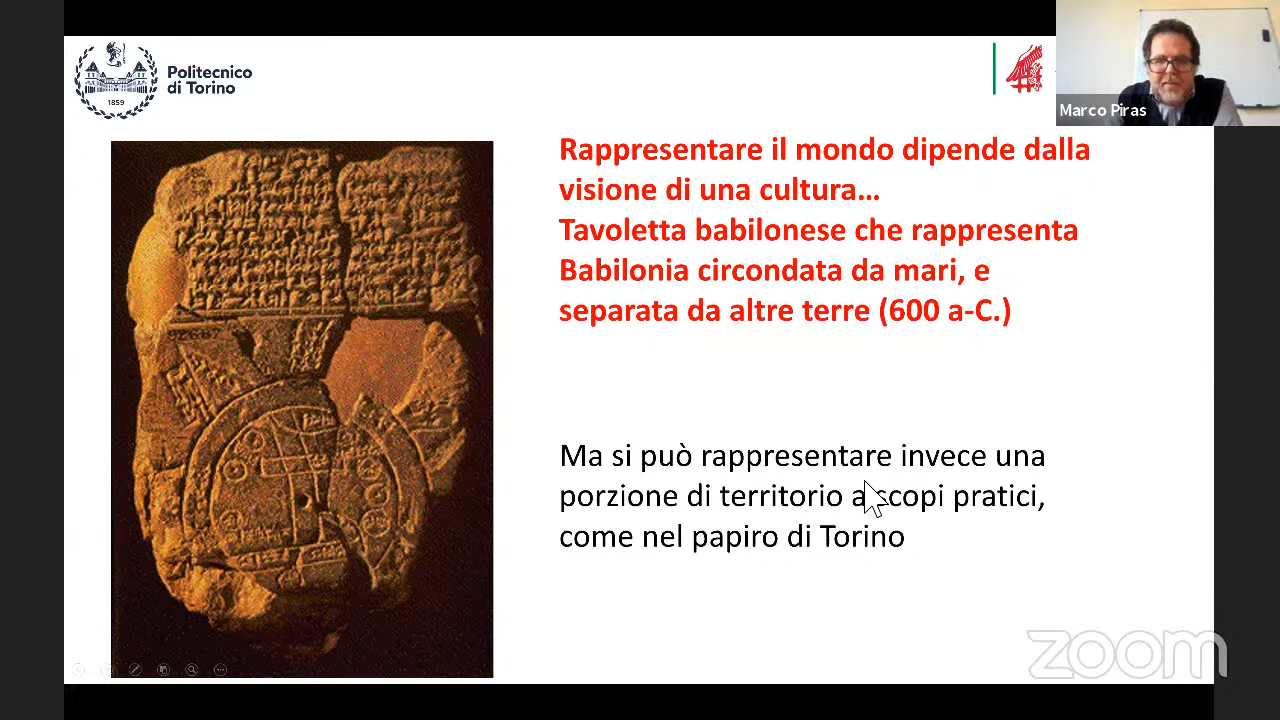 Politecnico
di Torino
1859
Marco Piras
Rappresentare il mondo dipende dalla
visione di una cultura…
Tavoletta babilonese che rappresenta
Babilonia circondata da mari, e
separata da altre terre (600 a-C.)
Ma si può rappresentare invece una
porzione di territorio a scopi pratici,
come nel papiro di Torino
zoom